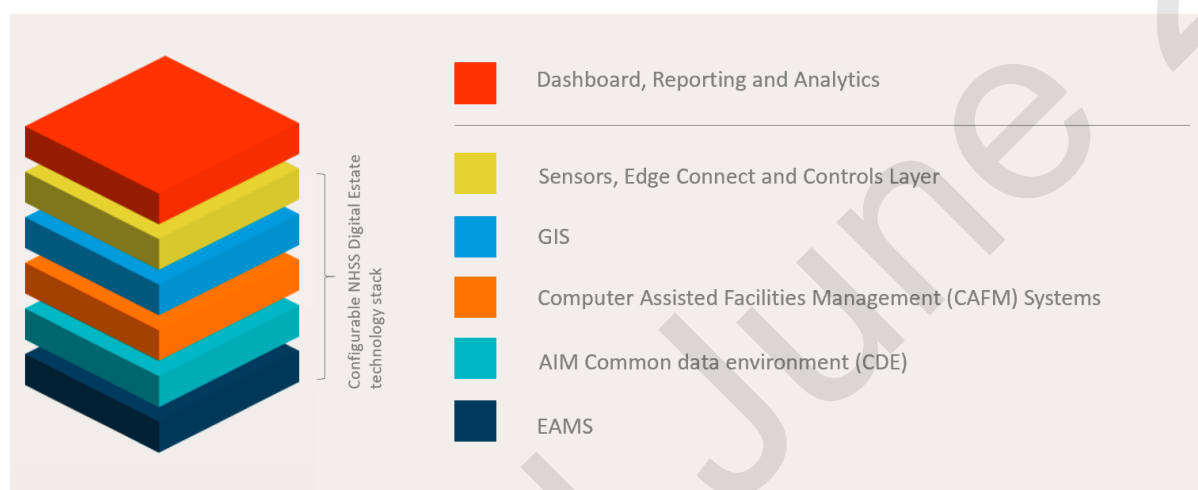 Dashboard, Reporting and Analytics
Configurable NHSS Digital Estate
technology stack
Sensors, Edge Connect and Controls Layer
GIS
Computer Assisted Facilities Management (CAFM) Systems
AIM Common data environment (CDE)
EAMS
June